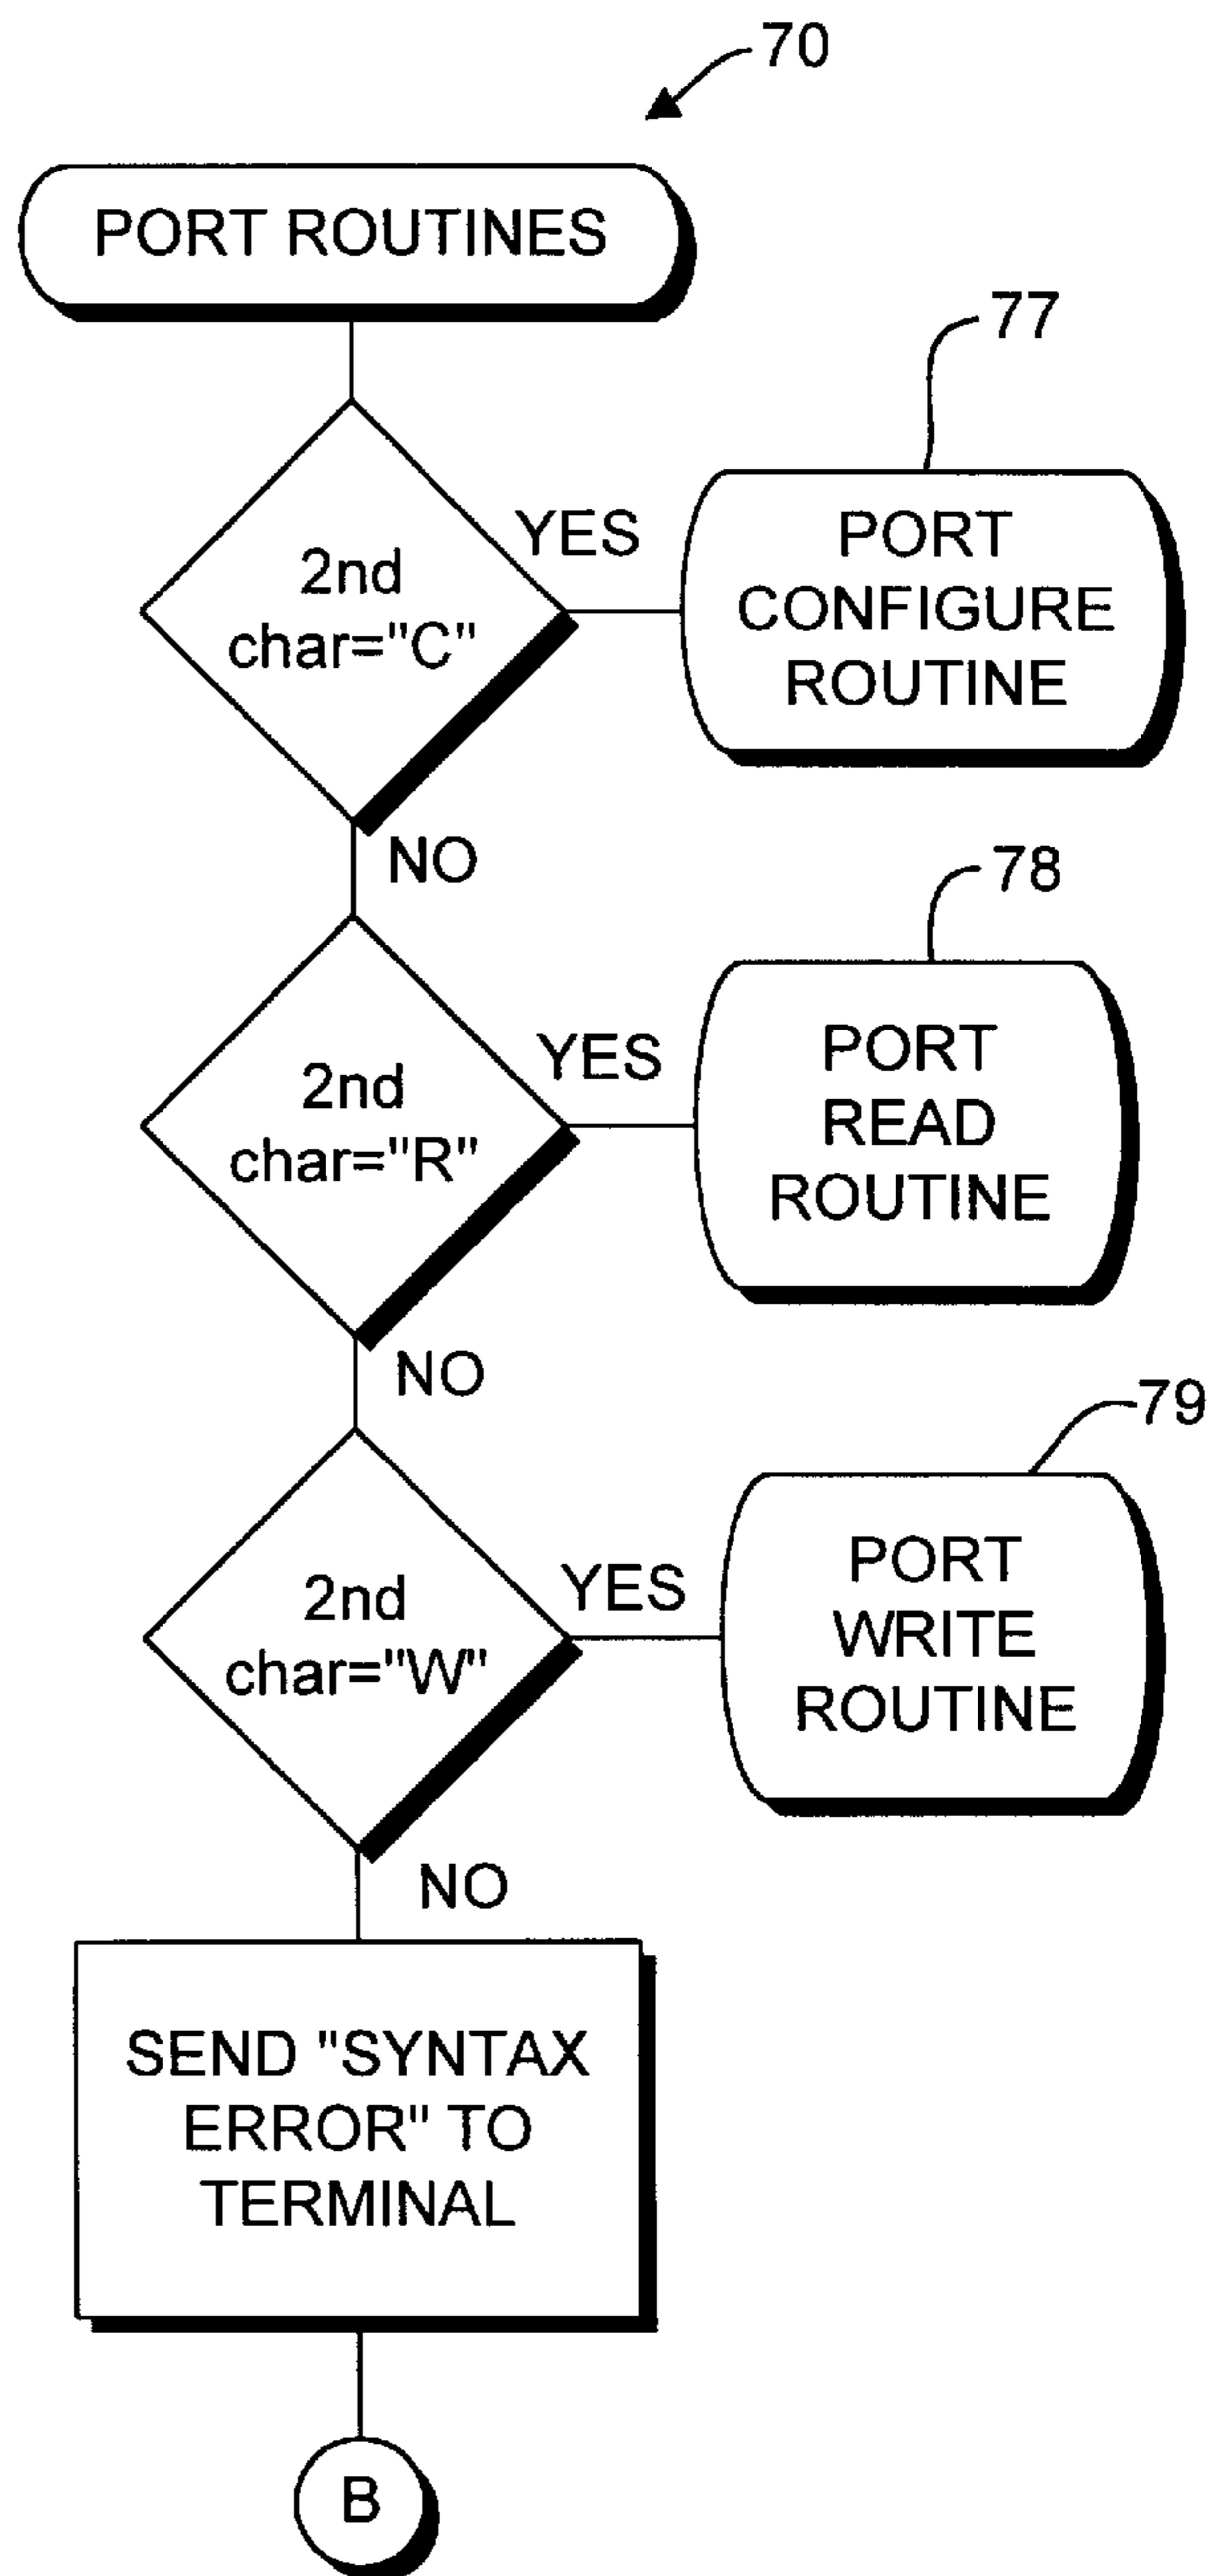 70
PORT ROUTINES
77
2nd
char="C"
YES
PORT
CONFIGURE
ROUTINE
NO
78
2nd
char="R"
YES
PORT
READ
ROUTINE
NO
79
2nd
char="W"
YES
PORT
WRITE
ROUTINE
NO
SEND "SYNTAX
ERROR" TO
TERMINAL
B